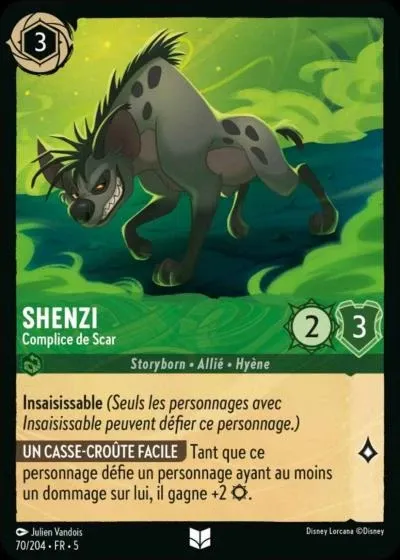 3
SHENZI
Complice de Scar
2
3
Storyborn • Allié • Hyène
Insaisissable (Seuls les personnages avec
Insaisissable peuvent défier ce personnage.)
UN CASSE-CROÛTE FACILE Tant que ce
personnage défie un personnage ayant au moins
un dommage sur lui, il gagne +2 .
Julien Vandois
Disney Lorcana ©Disney
70/204 • FR • 5